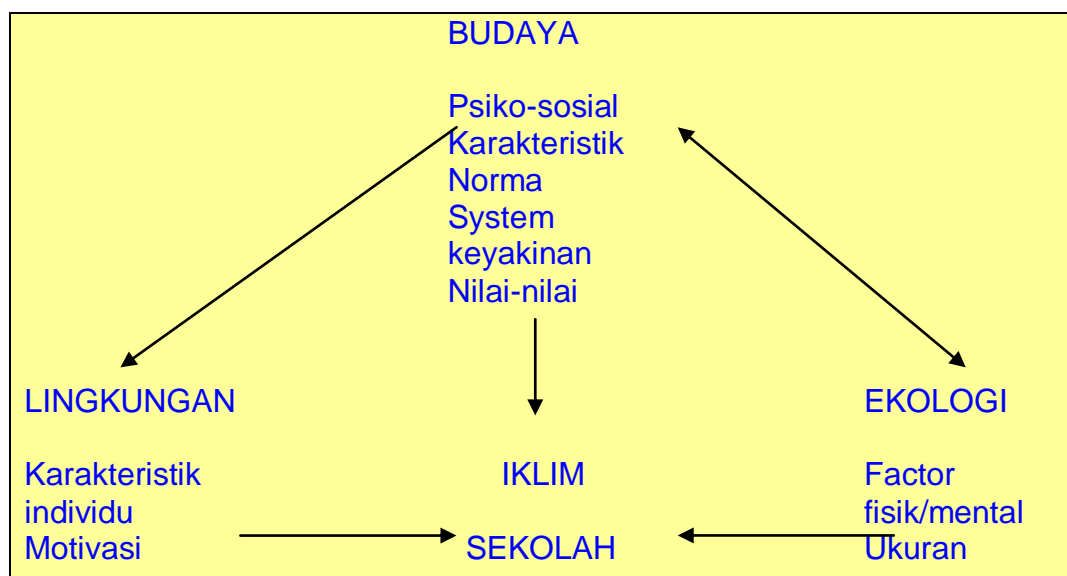 BUDAYA
Psiko-sosial
Karakteristik
Norma
System
keyakinan
Nilai-nilai
LINGKUNGAN
Karakteristik
individu
Motivasi
IKLIM
SEKOLAH
EKOLOGI
Factor
fisik/mental
Ukuran